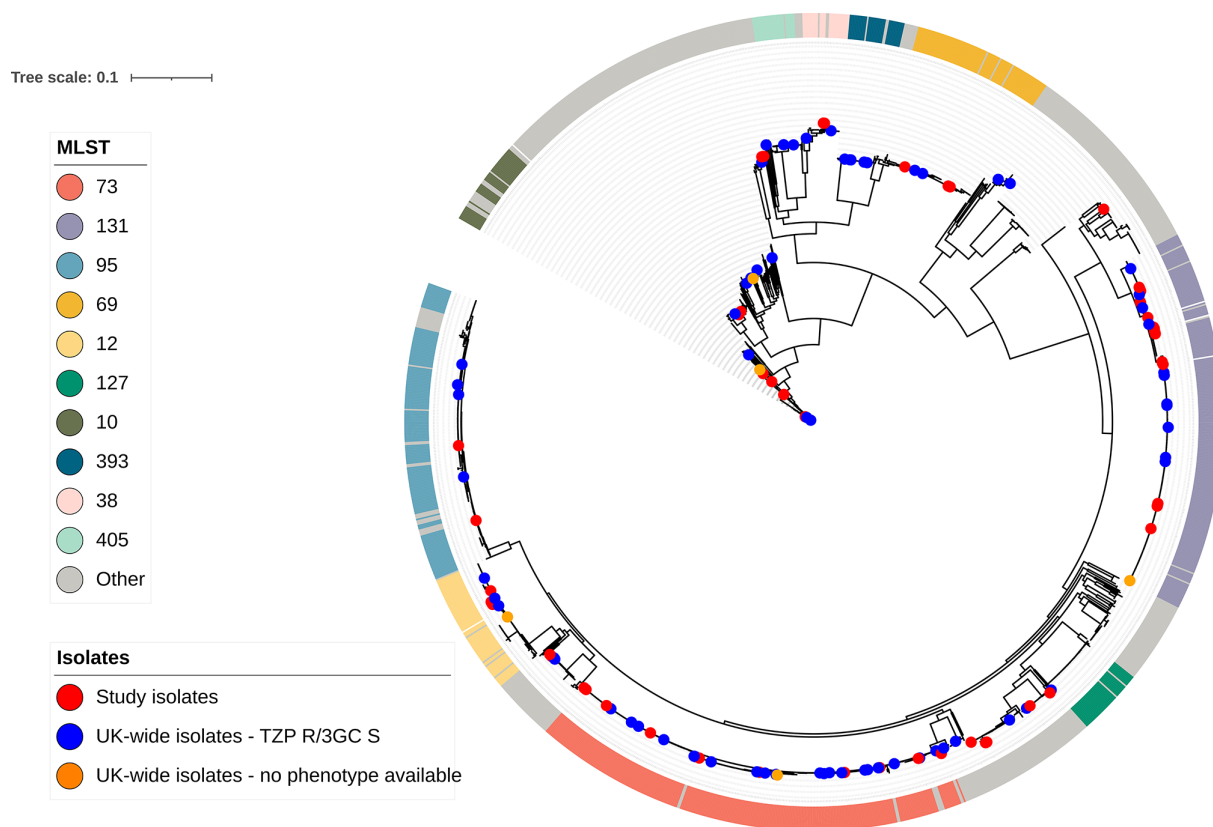 Tree scale: 0.1
MLST
73
131
95
69
12
127
10
393
38
405
Other
Isolates
Study isolates
UK-wide isolates - TZP R/3GC S
UK-wide isolates - no phenotype available